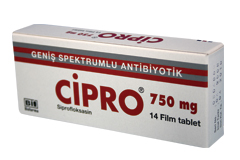 GENİŞ SPEKTRUMLU ANTİBİYOTİK
CİPRO® 750 mg
Siprofloksasin
14 Film tablet